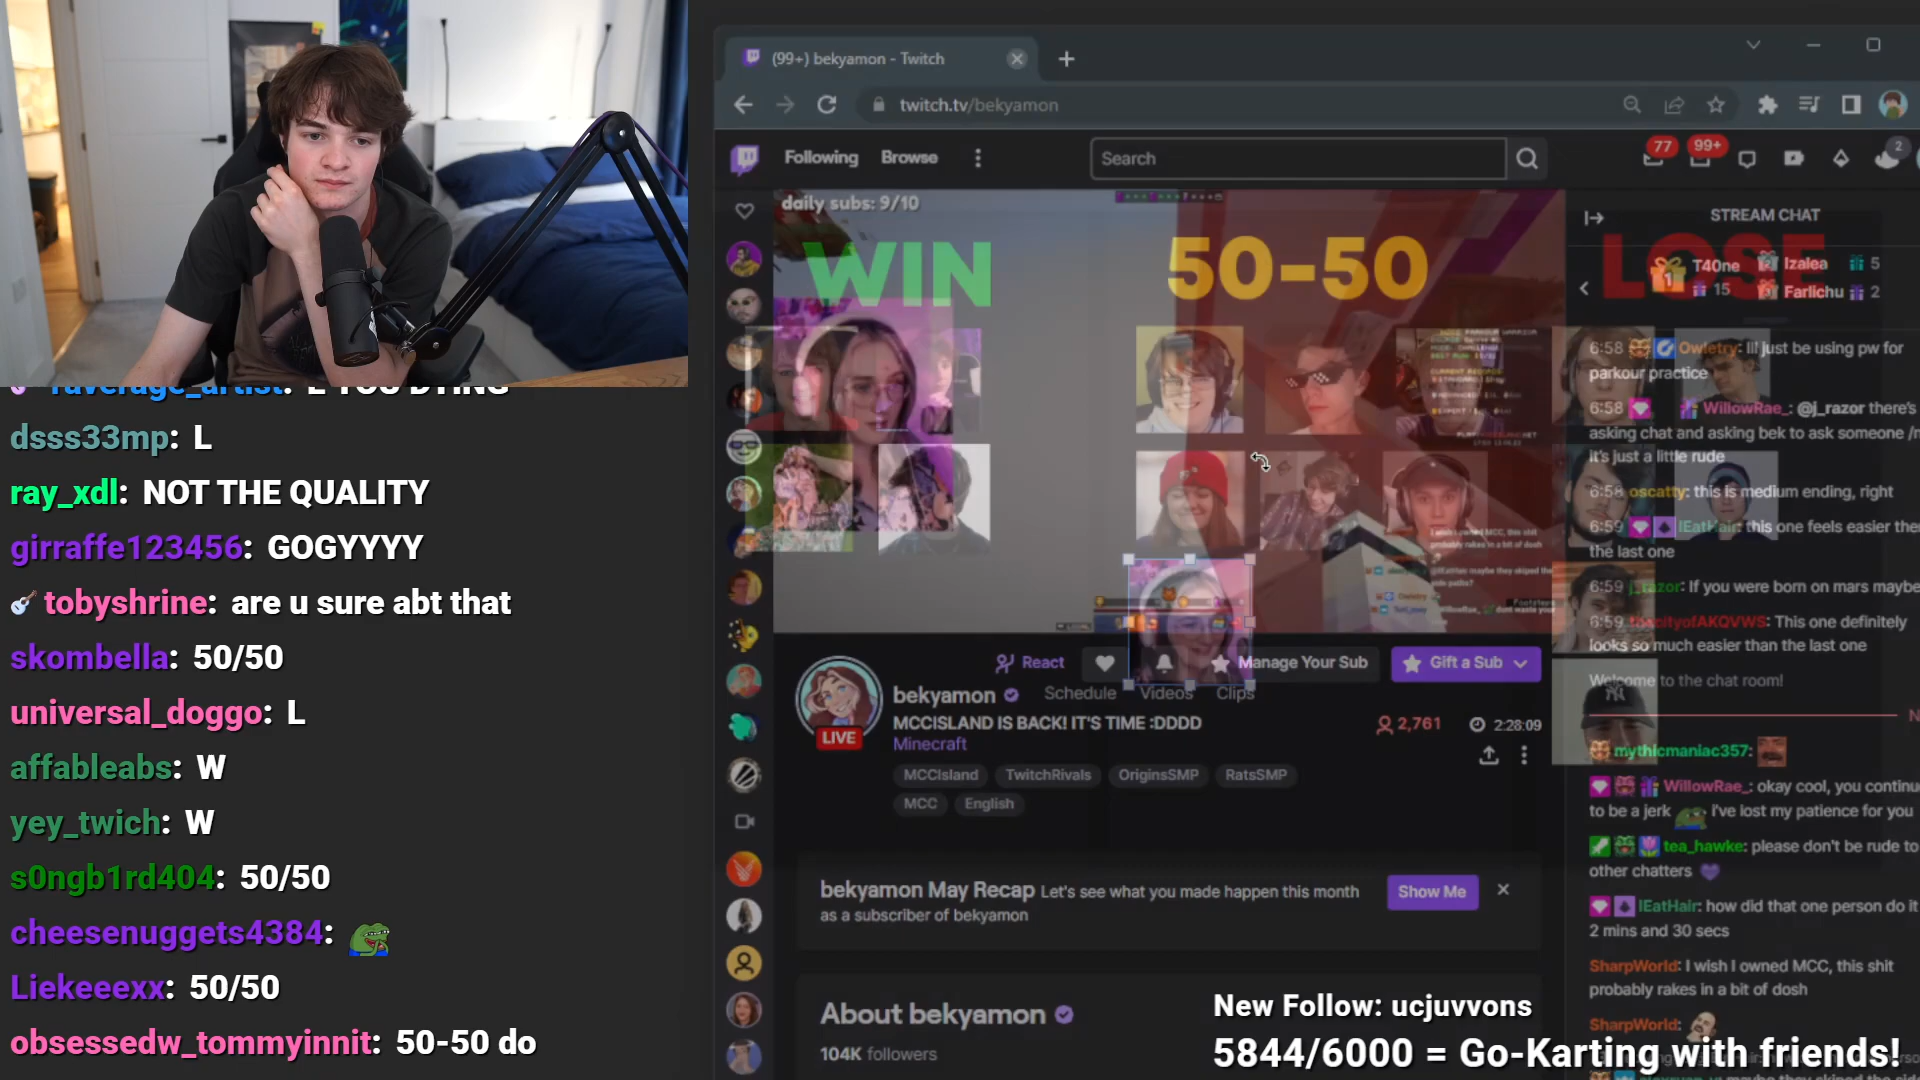 dsss33mp: L
ray_xdl: NOT THE QUALITY
girraffe123456: GOGYYYY
tobyshrine: are u sure abt that
skombella: 50/50
universal_doggo: L
affableabs: W
yey_twich: W
s0ngb1rd404: 50/50
cheesenuggets4384:
Liekeeexx: 50/50
obsessedw_tommyinnit: 50-50 do
(99+) bekyamon - Twitch
twitch.tv/bekyamon
Following
Browse
Search
77
99+
2
daily subs: 9/10
WIN
50-50
LOSE
STREAM CHAT
T40ne
15
Izalea
5
Farlichu
2
6:58 Owletry: Ill just be using pw for
parkour practice
6:58 WillowRae_: @j_razor there's
asking chat and asking bek to ask someone
it's just a little rude
6:58 oscatty: this is medium ending, right
6:59 IEatHair: this one feels easier
the last one
6:59 j_razor: If you were born on mars maybe
6:59 This one definitely
looks so much easier than the last one
Welcome to the chat room!
mythicmaniac357:
WillowRae_: okay cool, you continue
to be a jerk I've lost my patience for you
tea_hawke: please don't be rude to
other chatters
IEatHair: how did that one person do it
2 mins and 30 secs
SharpWorld: I wish I owned MCC, this shit
probably rakes in a bit of dosh
SharpWorld:
React
Manage Your Sub
Gift a Sub
LIVE
bekyamon
Schedule
Videos
Clips
MCCISLAND IS BACK! IT'S TIME :DDDD
2,761
2:28:09
Minecraft
MCCIsland
TwitchRivals
OriginsSMP
RatsSMP
MCC
English
bekyamon May Recap Let's see what you made happen this month
as a subscriber of bekyamon
Show Me
About bekyamon
104K followers
New Follow: ucjuvvons
5844/6000 = Go-Karting with friends!